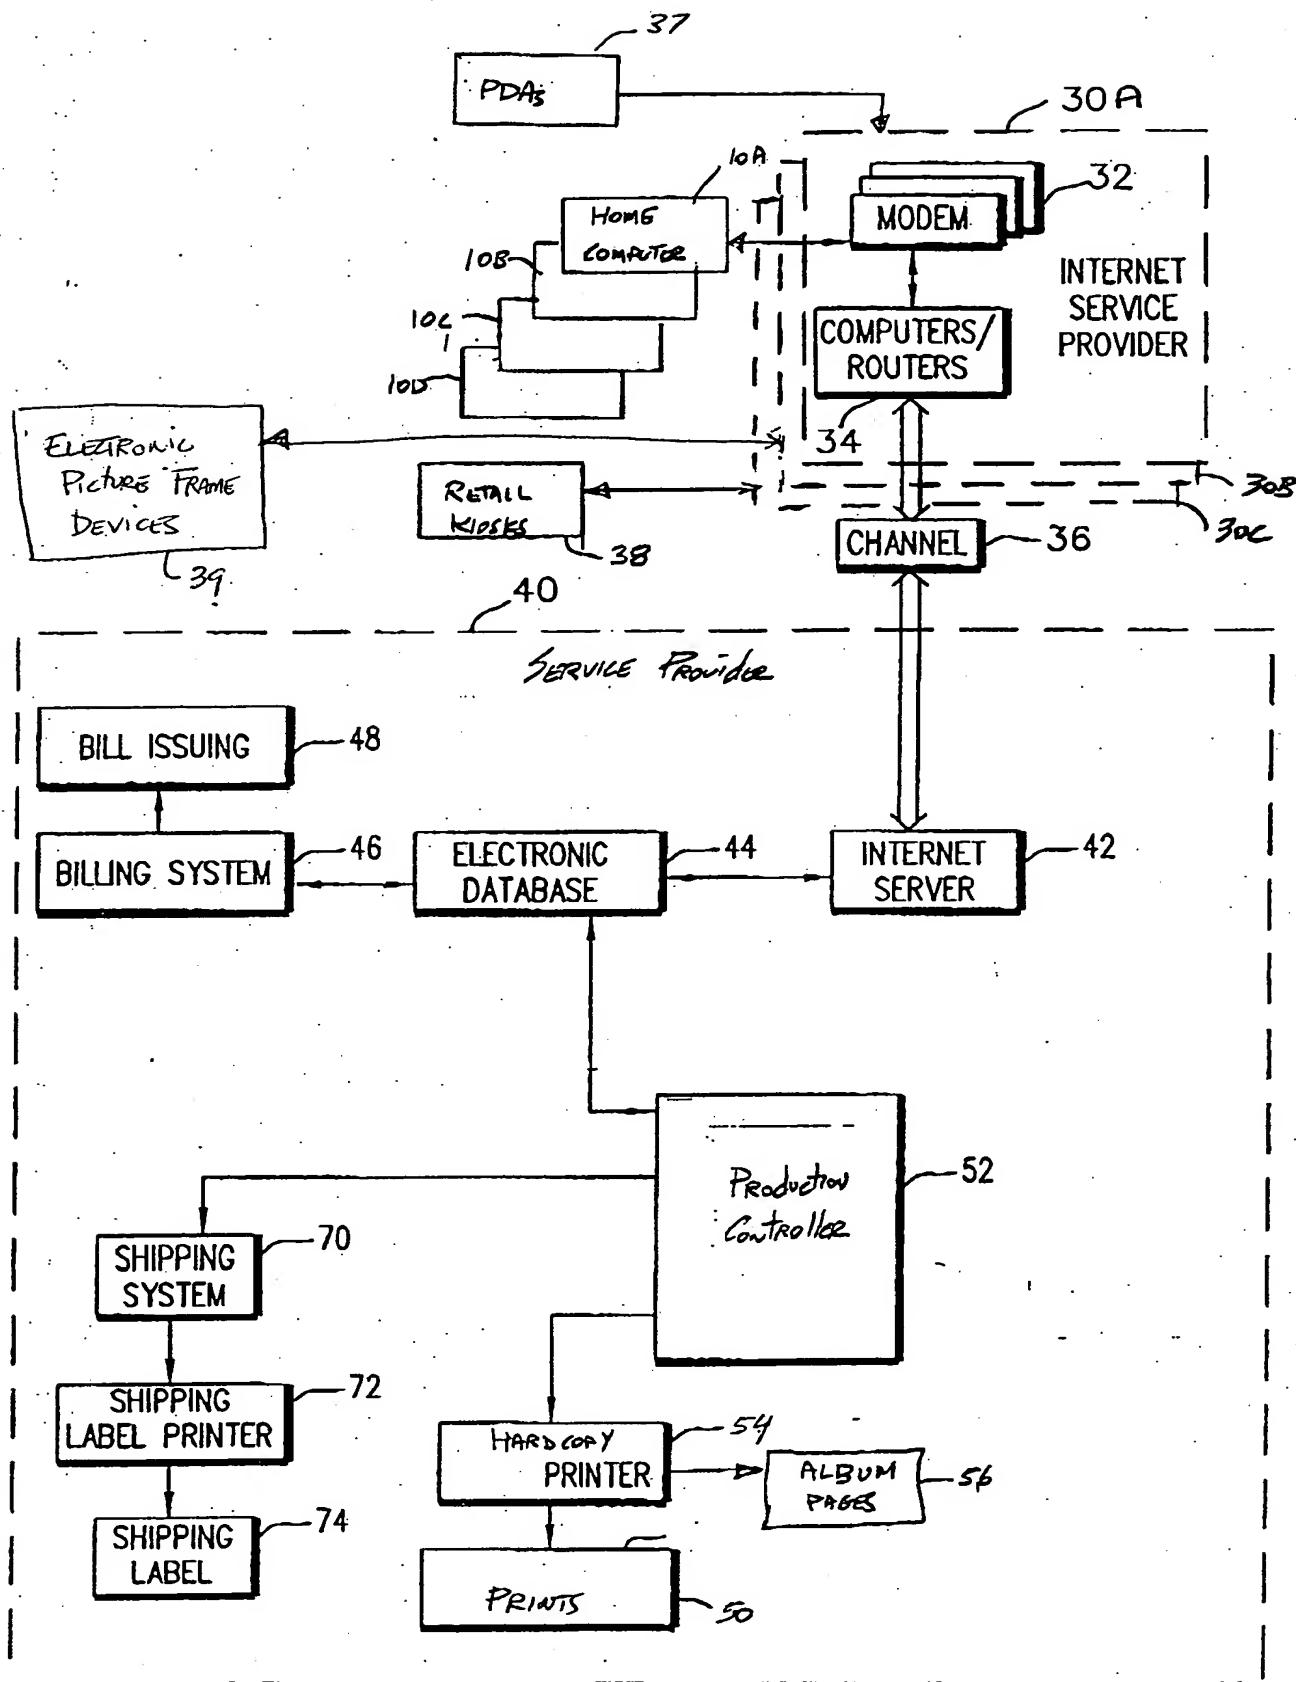 37
PDAs
30A
10A
32
HOME
COMPUTER
MODEM
10B
INTERNET
SERVICE
PROVIDER
10C
COMPUTERS/
ROUTERS
10D
34
ELECTRONIC
PICTURE FRAME
DEVICES
RETAIL
KIOSKS
30B
30C
38
CHANNEL
36
39
40
SERVICE PROVIDER
BILL ISSUING
48
BILLING SYSTEM
46
ELECTRONIC
DATABASE
44
INTERNET
SERVER
42
PRODUCTION
CONTROLLER
52
SHIPPING
SYSTEM
70
SHIPPING
LABEL PRINTER
72
HARDCOPY
PRINTER
54
ALBUM
PAGES
56
SHIPPING
LABEL
74
PRINTS
50